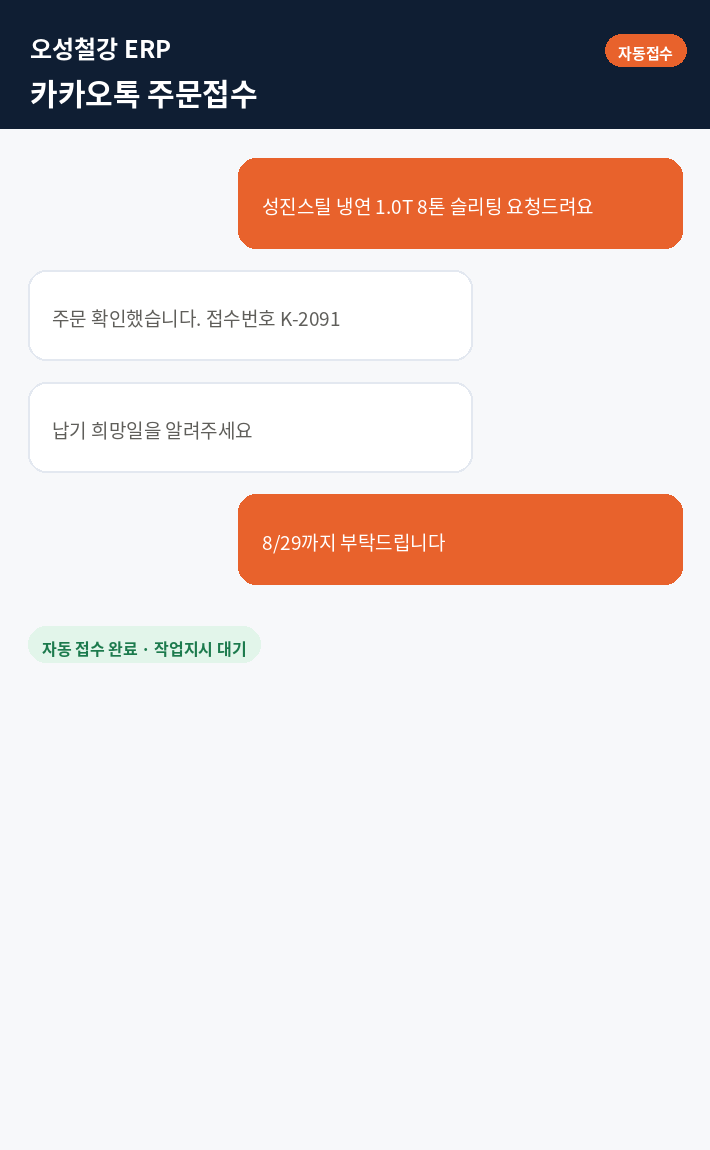 오성철강 ERP
자동접수
카카오톡 주문접수
성진스틸 냉연 1.0T 8톤 슬리팅 요청드려요
주문 확인했습니다. 접수번호 K-2091
납기 희망일을 알려주세요
8/29까지 부탁드립니다
자동 접수 완료 · 작업지시 대기